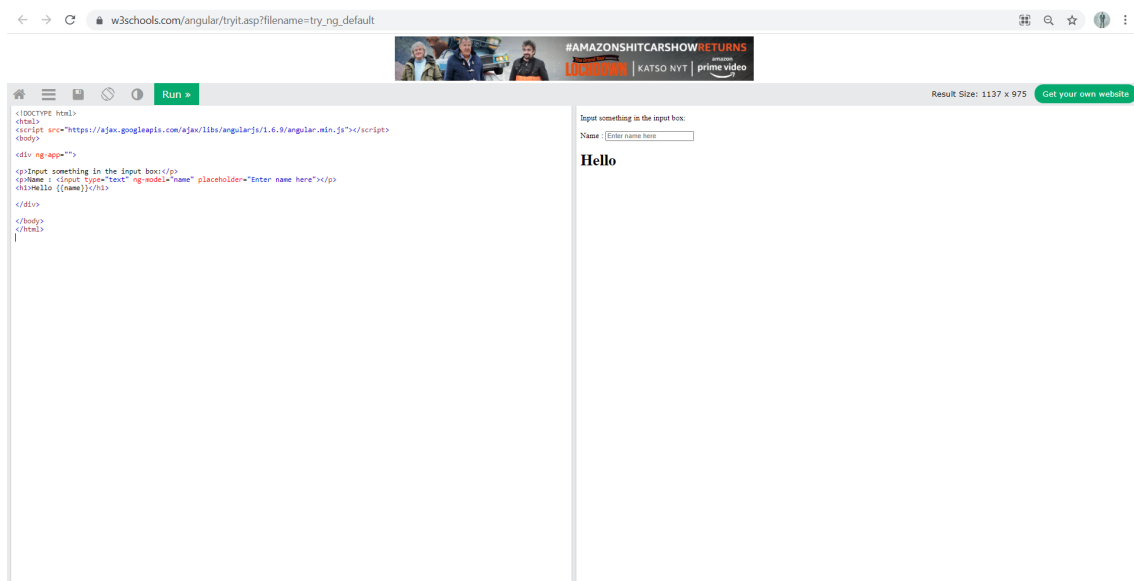 w3schools.com/angular/tryit.asp?filename=try_ng_default
#AMAZONSHITCARSHOWRETURNS
LOCHDOWN | KATSO NYT | amazon prime video
Run »
Result Size: 1137 x 975
Get your own website
<!DOCTYPE html>
<html>
<script src="https://ajax.googleapis.com/ajax/libs/angularjs/1.6.9/angular.min.js"></script>
<body>
<div ng-app="">
<p>Input something in the input box:</p>
<p>Name : <input type="text" ng-model="name" placeholder="Enter name here"></p>
<h1>Hello {{name}}</h1>
</div>
</body>
</html>
Input something in the input box:
Name : Enter name here
Hello